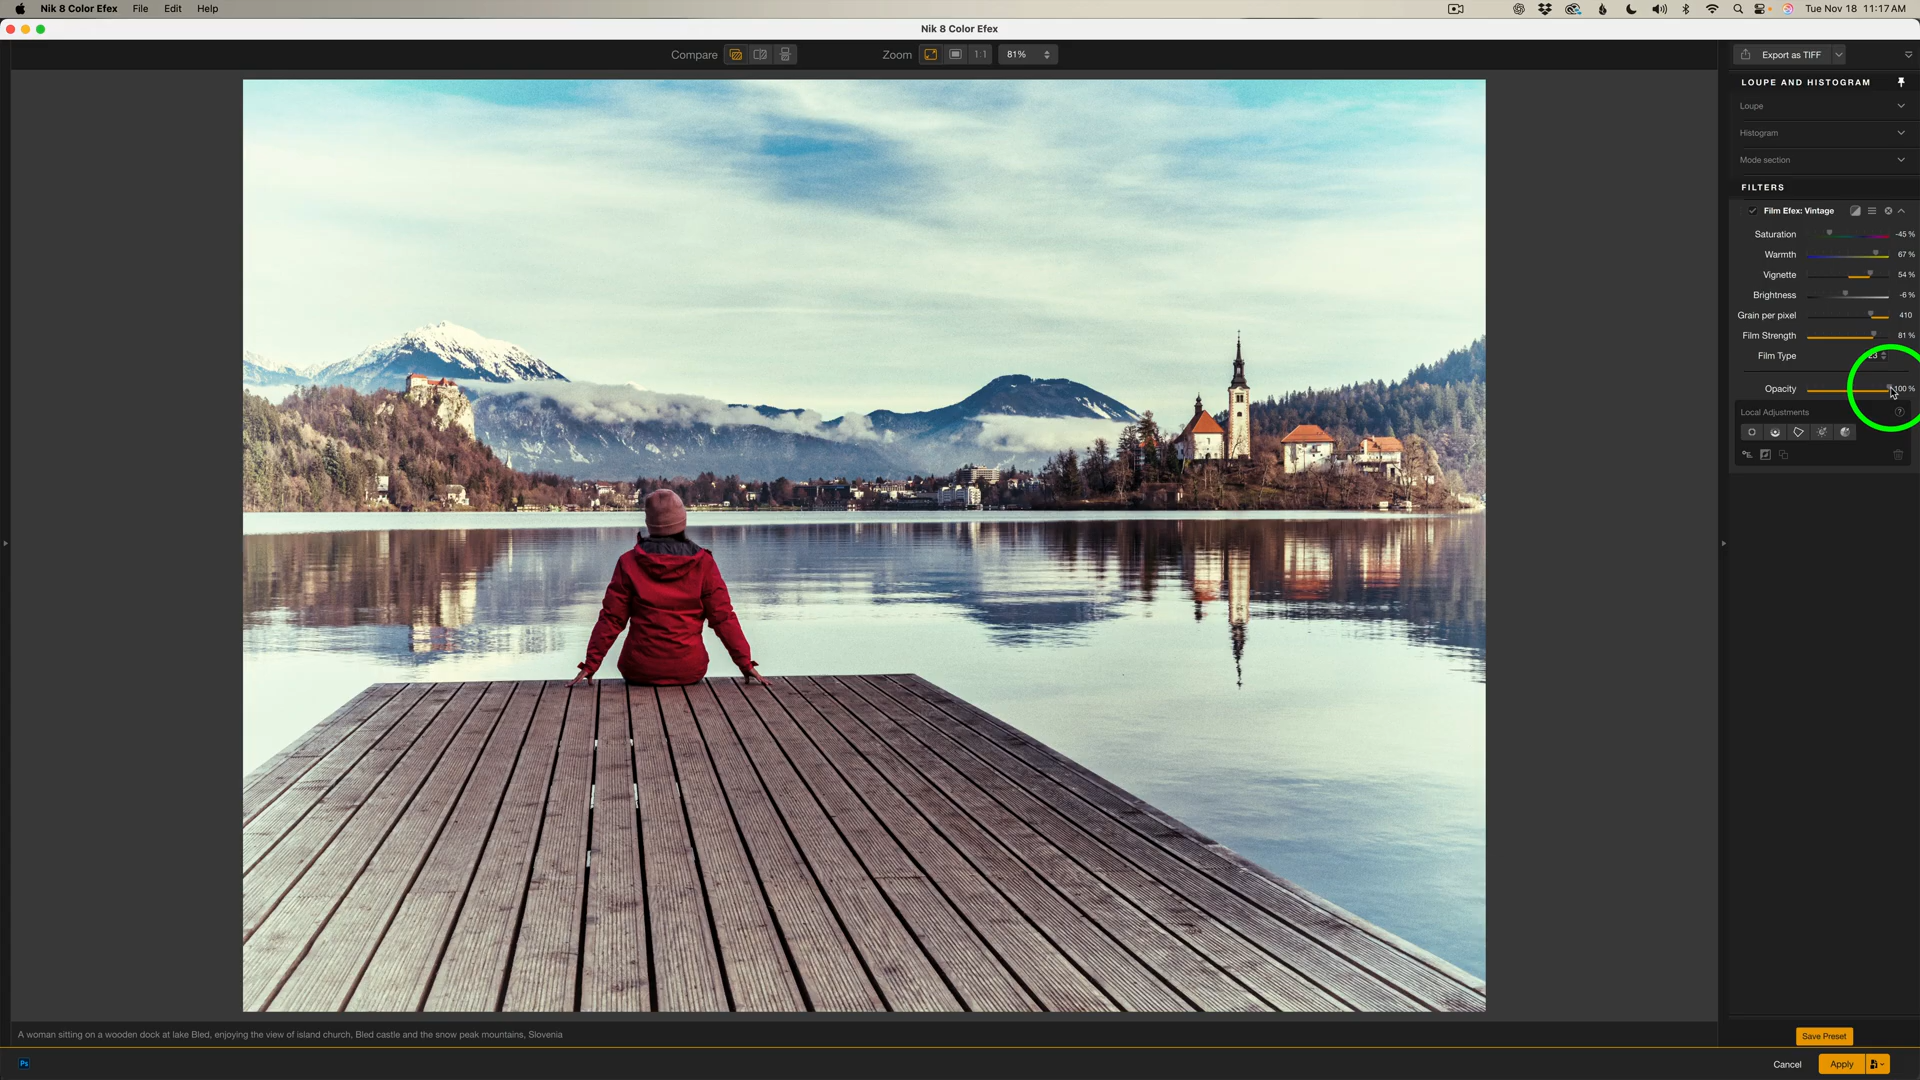 Nik 8 Color Efex File Edit Help Tue Nov 18 11:17 AM
Nik 8 Color Efex
Compare Zoom 1:1 81% Export as TIFF
LOUPE AND HISTOGRAM
Loupe
Histogram
Mode section
FILTERS
Film Efex: Vintage
Saturation -45 %
Warmth 67 %
Vignette 54 %
Brightness -6 %
Grain per pixel 410
Film Strength 81 %
Film Type 23
Opacity 100 %
Local Adjustments ?
A woman sitting on a wooden dock at lake Bled, enjoying the view of island church, Bled castle and the snow peak mountains, Slovenia
Save Preset
Ps Cancel Apply